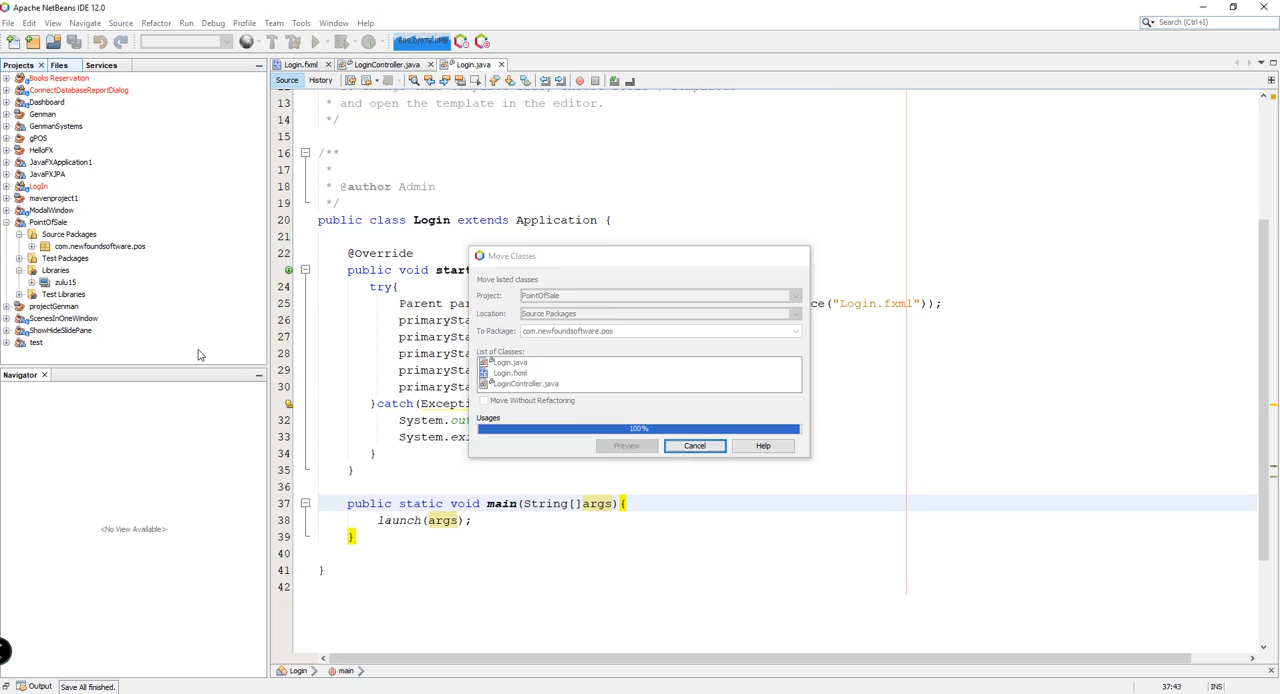 Apache NetBeans IDE 12.0
File Edit View Navigate Source Refactor Run Debug Profile Team Tools Window Help
Search (Ctrl+I)
Projects Files Services
Login.fxml LoginController.java Login.java
Source History
Books Reservation
ConnectDatabaseReportDialog
Dashboard
Genman
GenmanSystems
gPOS
HelloFX
JavaFXApplication1
JavaFXJPA
LogIn
mavenproject1
ModalWindow
PointOfSale
Source Packages
com.newfoundsoftware.pos
Test Packages
Libraries
zulu15
Test Libraries
projectGenman
ScenesInOneWindow
ShowHideSlidePane
test
Navigator
<No View Available>
13 * and open the template in the editor.
14 */
15
16 /**
17 *
18 * @author Admin
19 */
20 public class Login extends Application {
21
22 @Override
public void star
24 try{
25 Parent par ce("Login.fxml"));
26 primarySta
27 primarySta
28 primarySta
29 primarySta
30 primarySta
}catch(Excepti
32 System.ou
33 System.ex
34 }
35 }
36
37 public static void main(String[]args){
38 launch(args);
39 }
40
41 }
42
Move Classes
Move listed classes
Project: PointOfSale
Location: Source Packages
To Package: com.newfoundsoftware.pos
List of Classes:
Login.java
Login.fxml
LoginController.java
Move Without Refactoring
Usages
100%
Preview Cancel Help
Login main
Output Save All finished. 37:43 INS